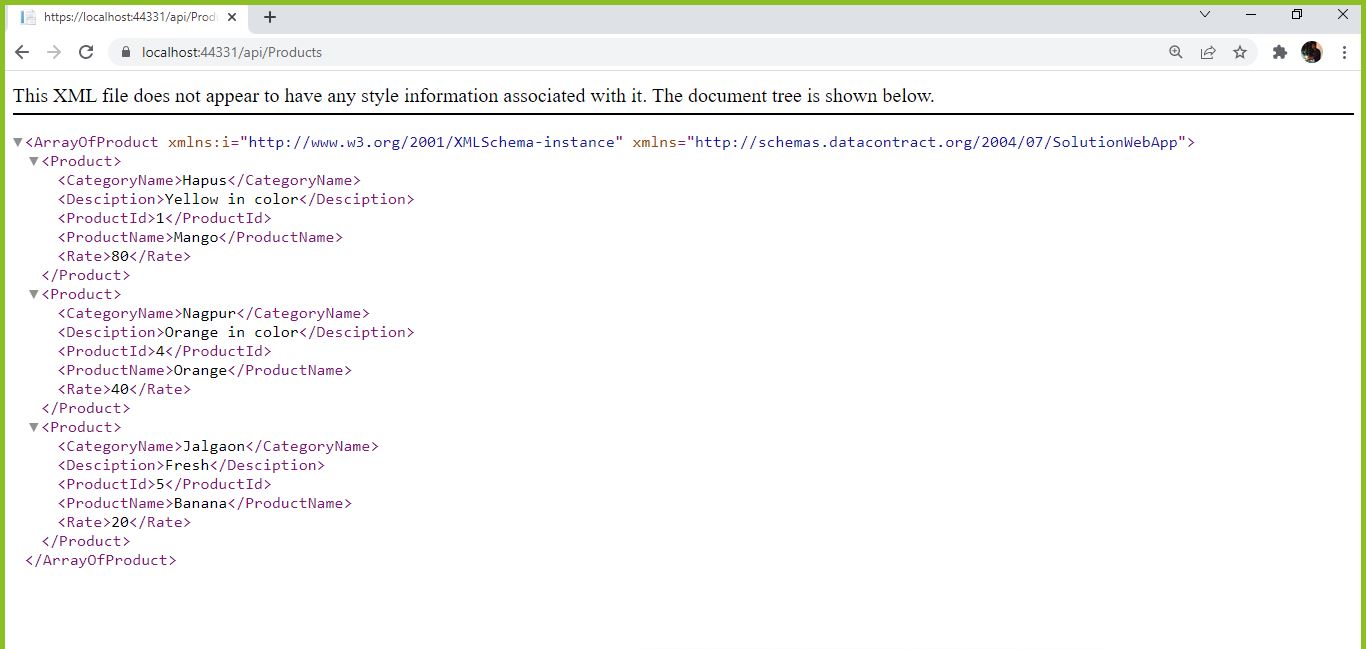 https://localhost:44331/api/Prod
localhost:44331/api/Products
This XML file does not appear to have any style information associated with it. The document tree is shown below.
<ArrayOfProduct xmlns:i="http://www.w3.org/2001/XMLSchema-instance" xmlns="http://schemas.datacontract.org/2004/07/SolutionWebApp">
<Product>
<CategoryName>Hapus</CategoryName>
<Desciption>Yellow in color</Desciption>
<ProductId>1</ProductId>
<ProductName>Mango</ProductName>
<Rate>80</Rate>
</Product>
<Product>
<CategoryName>Nagpur</CategoryName>
<Desciption>Orange in color</Desciption>
<ProductId>4</ProductId>
<ProductName>Orange</ProductName>
<Rate>40</Rate>
</Product>
<Product>
<CategoryName>Jalgaon</CategoryName>
<Desciption>Fresh</Desciption>
<ProductId>5</ProductId>
<ProductName>Banana</ProductName>
<Rate>20</Rate>
</Product>
</ArrayOfProduct>